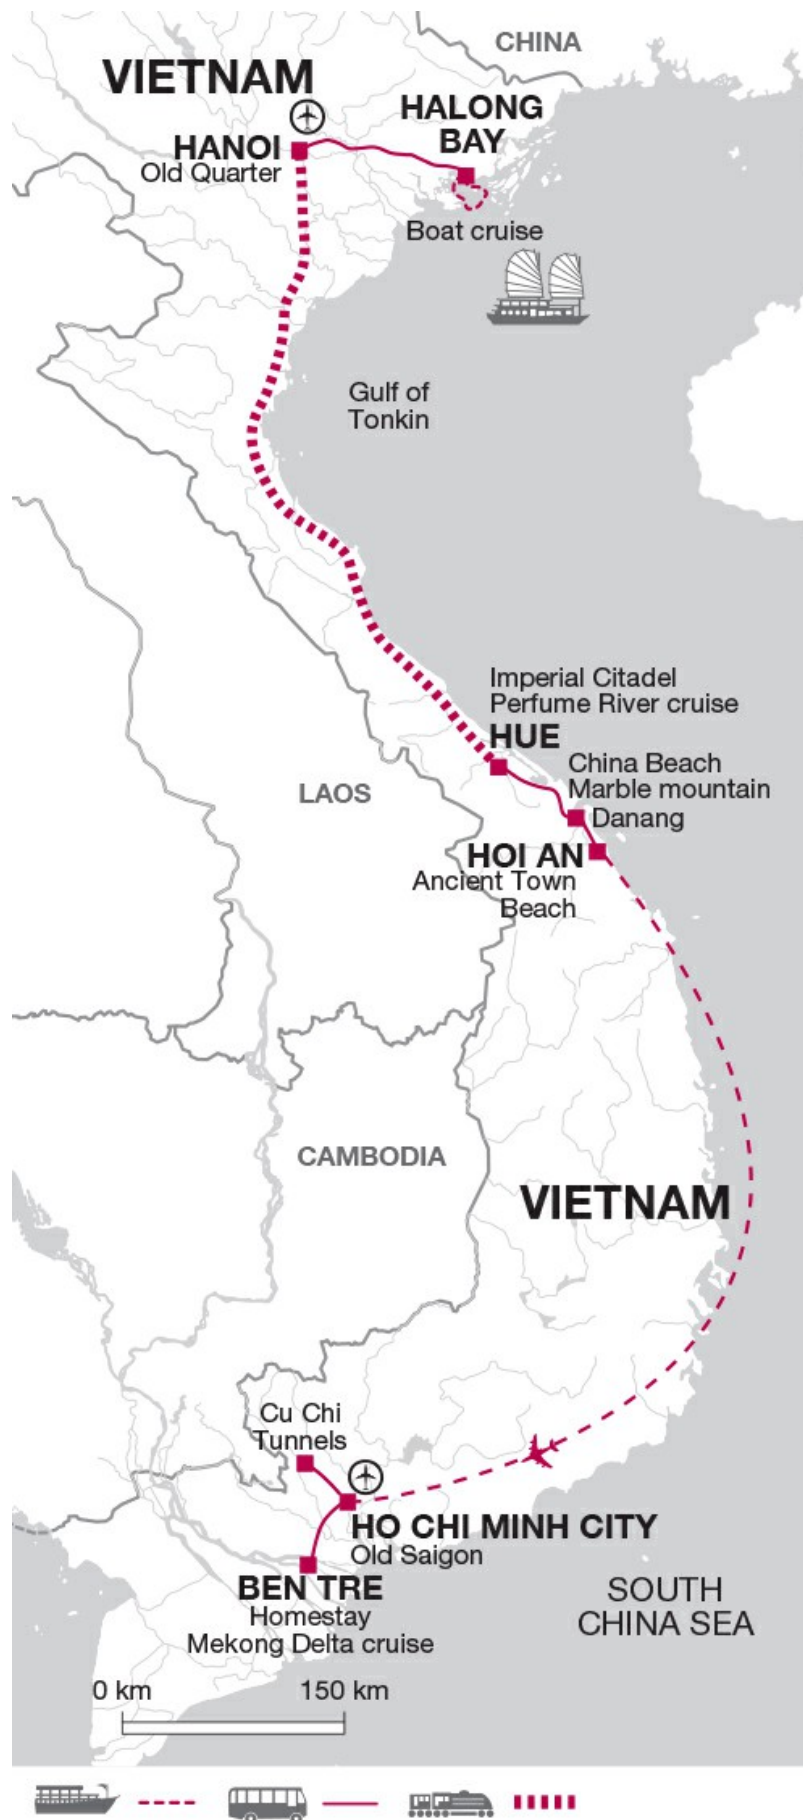 CHINA
VIETNAM
HALONG
BAY
HANOI
Old Quarter
Boat cruise
Gulf of
Tonkin
Imperial Citadel
Perfume River cruise
HUE
China Beach
Marble mountain
Danang
LAOS
HOI AN
Ancient Town
Beach
CAMBODIA
VIETNAM
Cu Chi
Tunnels
HO CHI MINH CITY
Old Saigon
BEN TRE
Homestay
Mekong Delta cruise
SOUTH
CHINA SEA
0 km 150 km